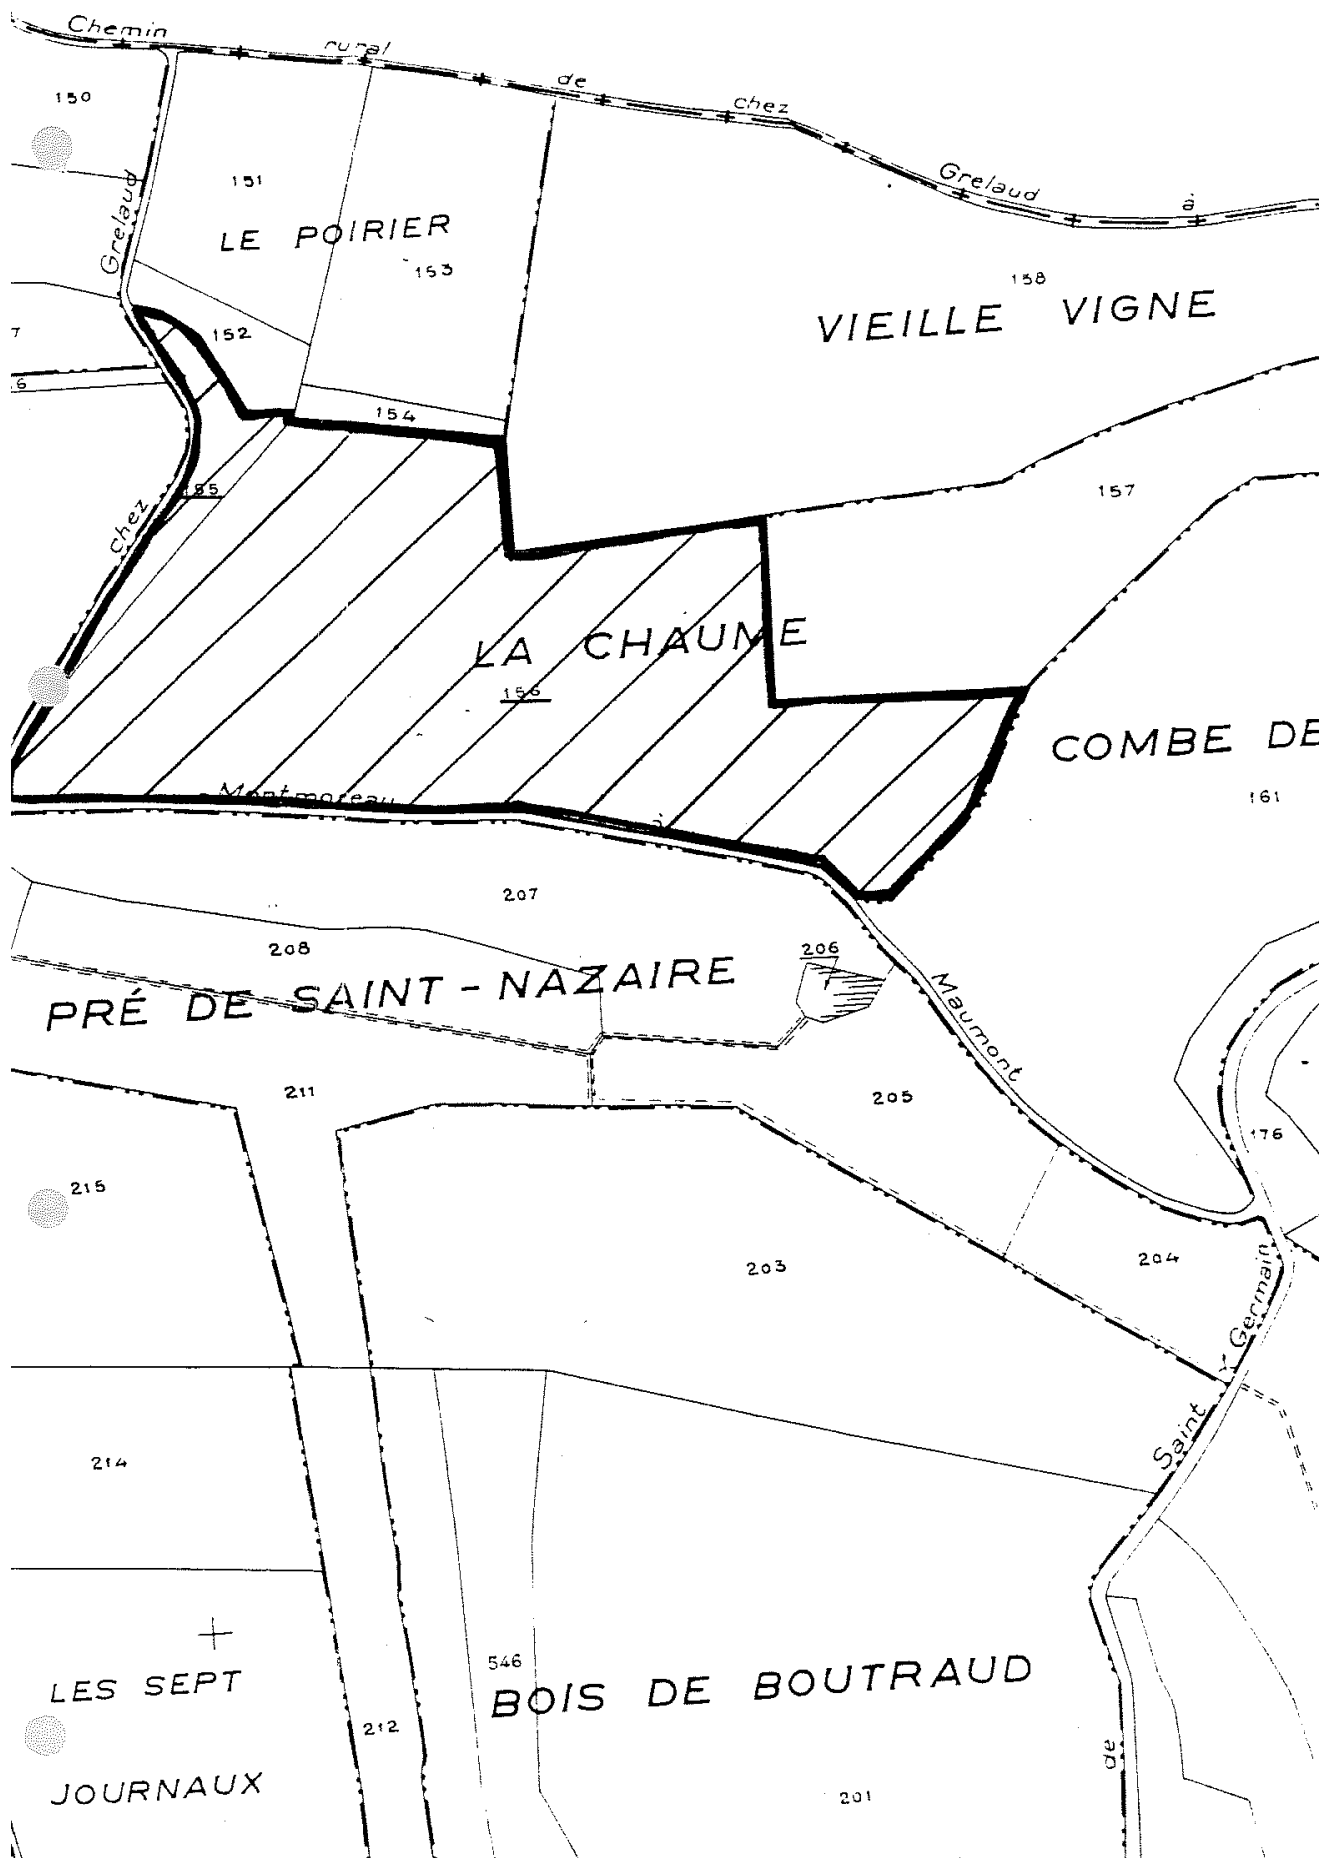 Chemin rural de chez Grelaud à
150
151
Grelaud
LE POIRIER
153
158
VIEILLE VIGNE
7
152
6
154
155
157
chez
LA CHAUME
156
COMBE DE
161
Montmoreau à
207
208
206
PRÉ DE SAINT-NAZAIRE
Maumont
211
205
176
215
203
204
Germain
Saint
214
546
LES SEPT
BOIS DE BOUTRAUD
212
de
JOURNAUX
201